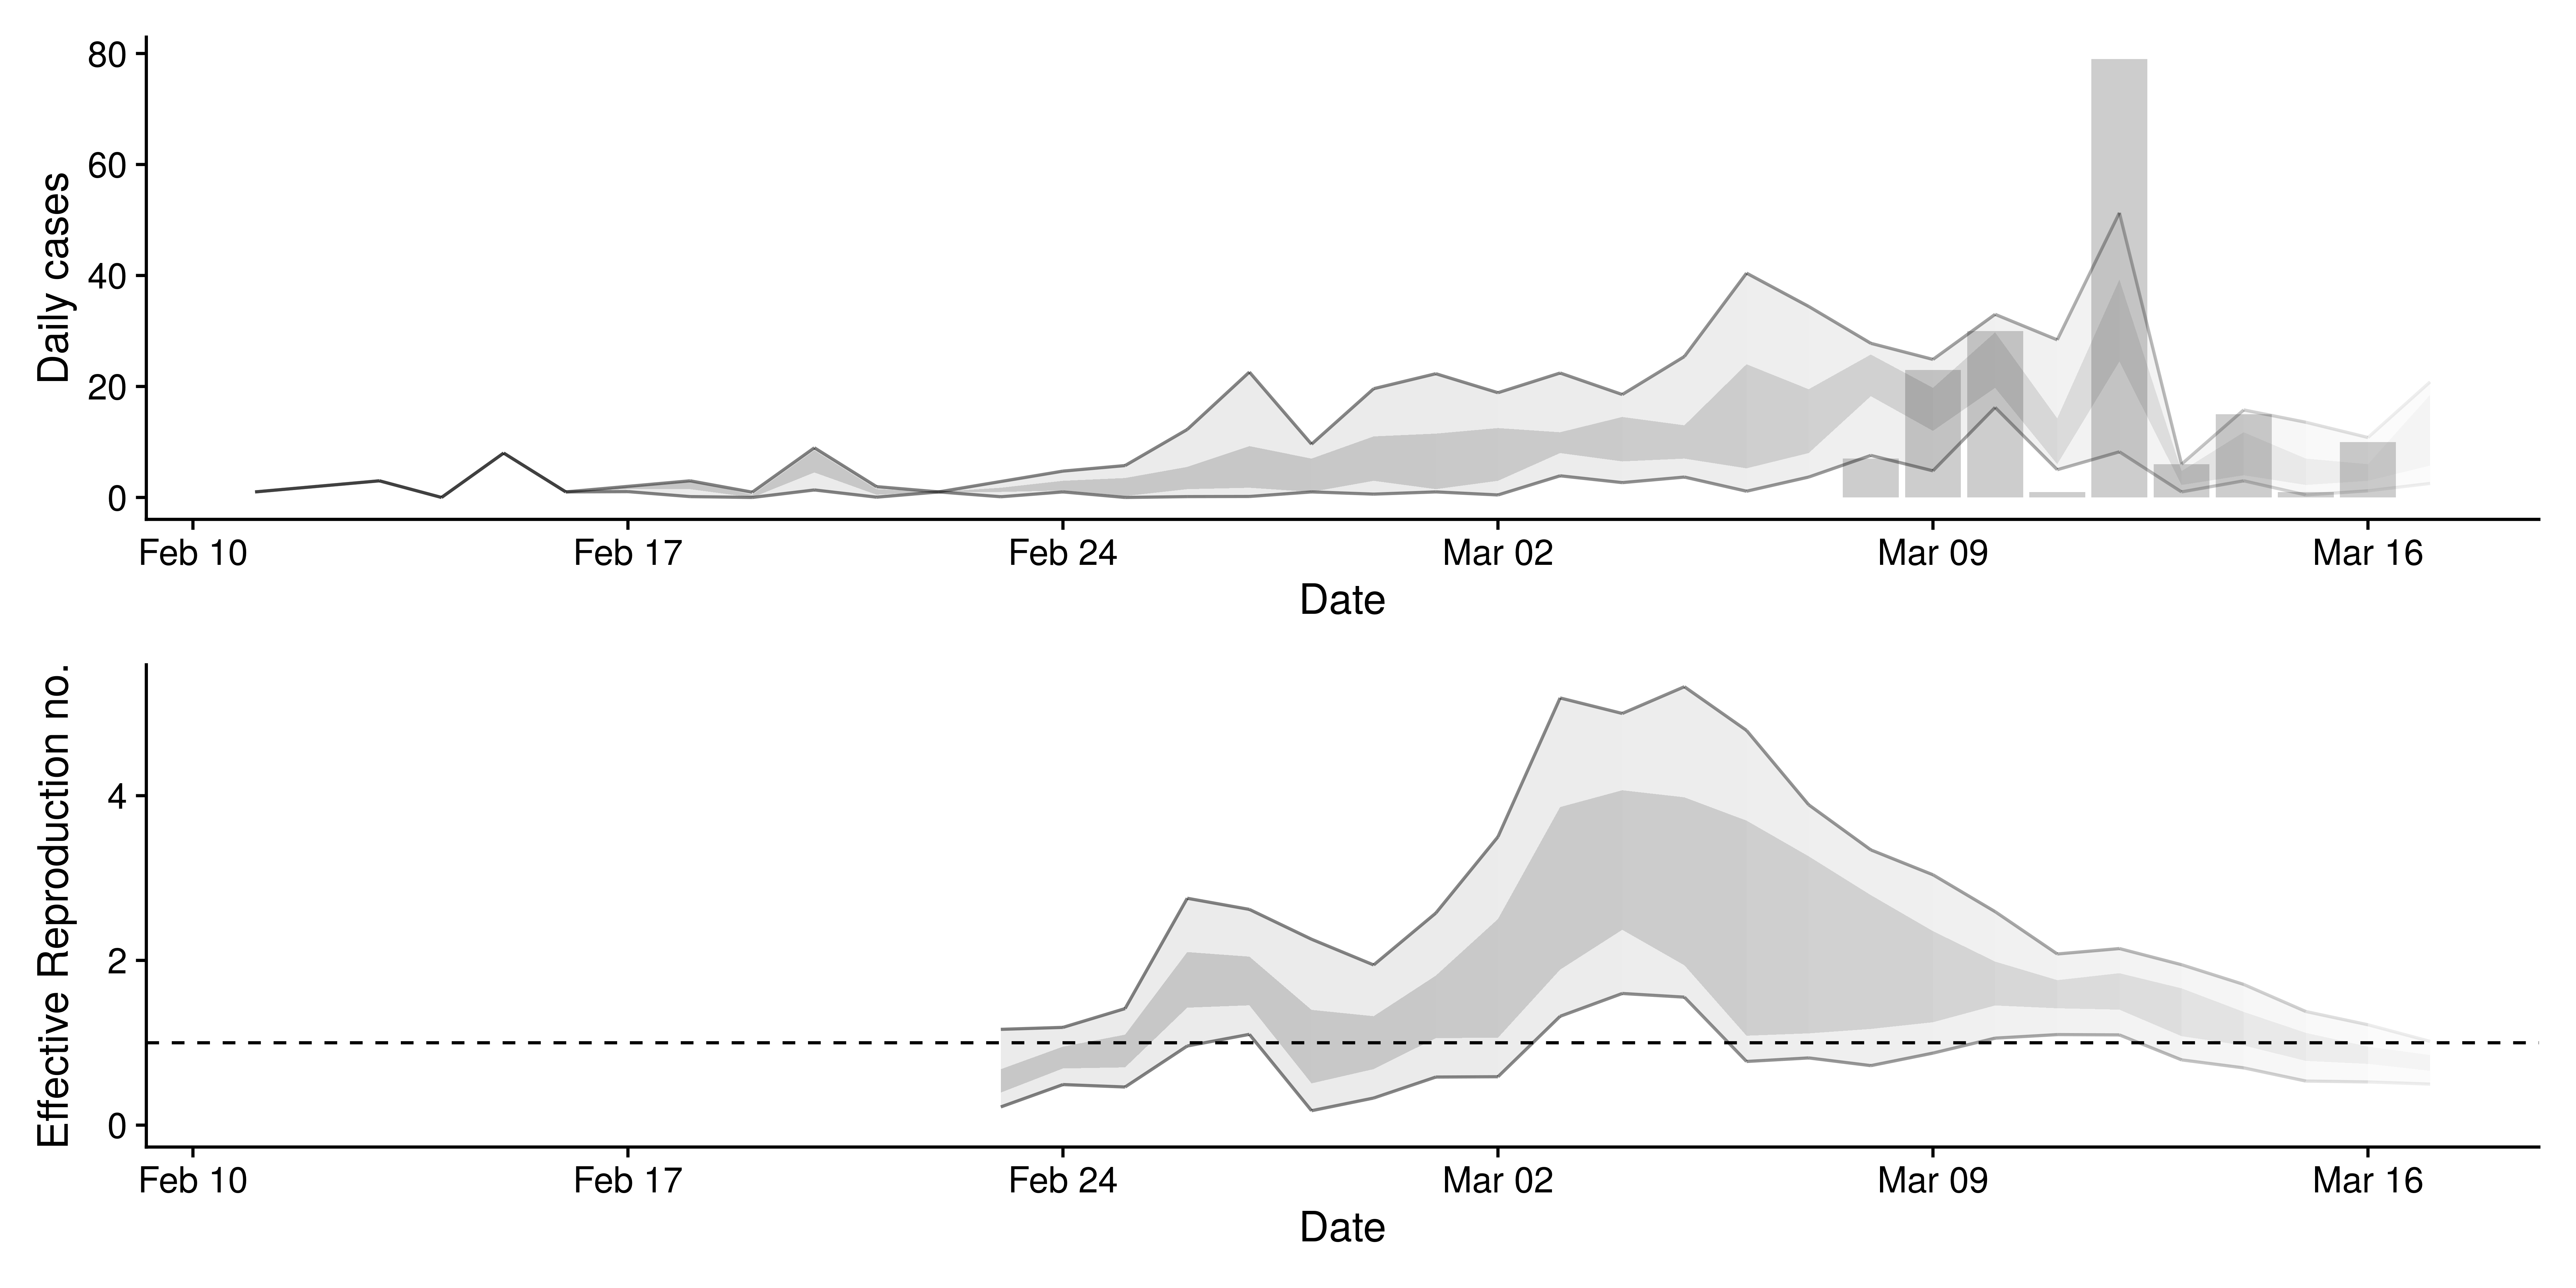 Daily cases
80
60
40
20
0
Feb 10 Feb 17 Feb 24 Mar 02 Mar 09 Mar 16
Date
Effective Reproduction no.
4
2
0
Feb 10 Feb 17 Feb 24 Mar 02 Mar 09 Mar 16
Date